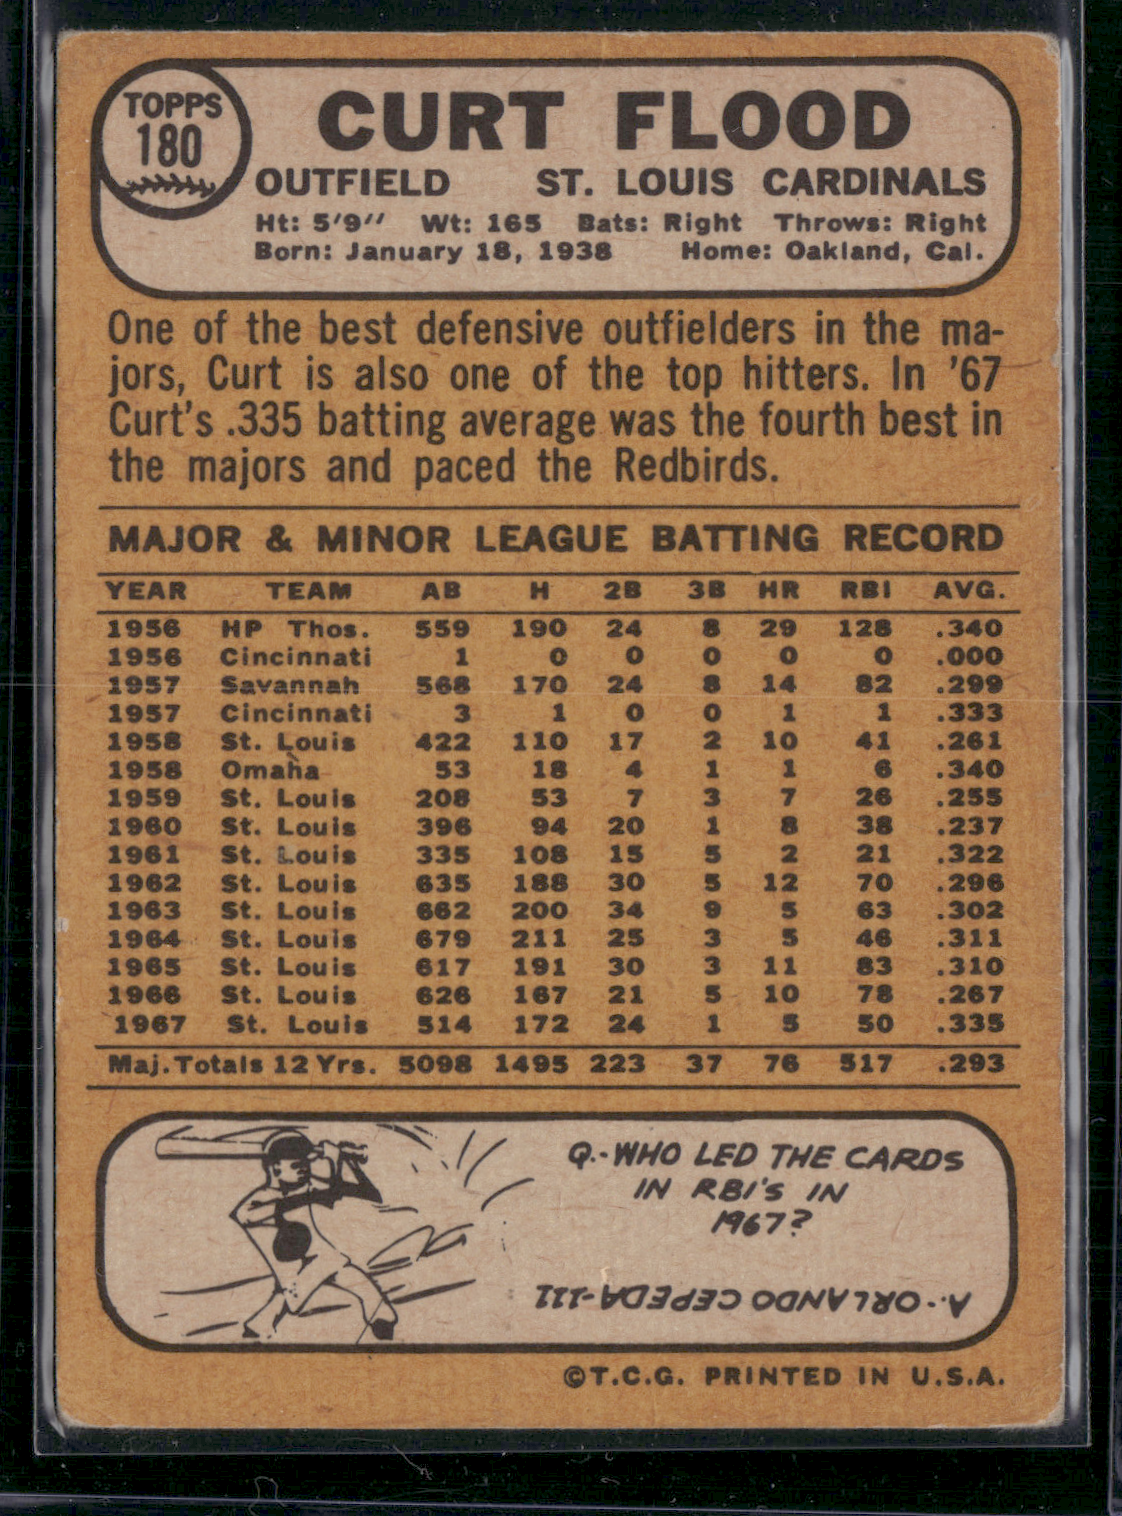 TOPPS
180
CURT FLOOD
OUTFIELD ST. LOUIS CARDINALS
Ht: 5'9" Wt: 165 Bats: Right Throws: Right
Born: January 18, 1938 Home: Oakland, Cal.
One of the best defensive outfielders in the ma-
jors, Curt is also one of the top hitters. In '67
Curt's .335 batting average was the fourth best in
the majors and paced the Redbirds.
MAJOR & MINOR LEAGUE BATTING RECORD
YEAR TEAM AB H 2B 3B HR RBI AVG.
1956 HP Thos. 559 190 24 8 29 128 .340
1956 Cincinnati 1 0 0 0 0 0 .000
1957 Savannah 568 170 24 8 14 82 .299
1957 Cincinnati 3 1 0 0 1 1 .333
1958 St. Louis 422 110 17 2 10 41 .261
1958 Omaha 53 18 4 1 1 6 .340
1959 St. Louis 208 53 7 3 7 26 .255
1960 St. Louis 396 94 20 1 8 38 .237
1961 St. Louis 335 108 15 5 2 21 .322
1962 St. Louis 635 188 30 5 12 70 .296
1963 St. Louis 662 200 34 9 5 63 .302
1964 St. Louis 679 211 25 3 5 46 .311
1965 St. Louis 617 191 30 3 11 83 .310
1966 St. Louis 626 167 21 5 10 78 .267
1967 St. Louis 514 172 24 1 5 50 .335
Maj. Totals 12 Yrs. 5098 1495 223 37 76 517 .293
Q.-WHO LED THE CARDS
IN RBI'S IN
1967?
A.-ORLANDO CEPEDA-111
©T.C.G. PRINTED IN U.S.A.